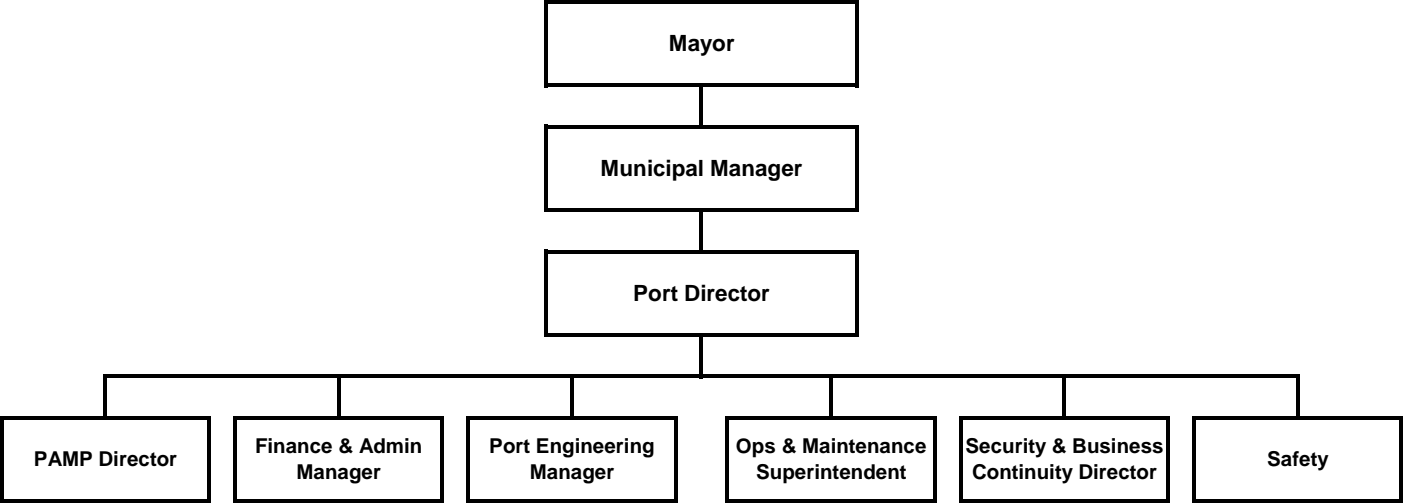 Mayor
Municipal Manager
Port Director
PAMP Director
Finance & Admin
Manager
Port Engineering
Manager
Ops & Maintenance
Superintendent
Security & Business
Continuity Director
Safety